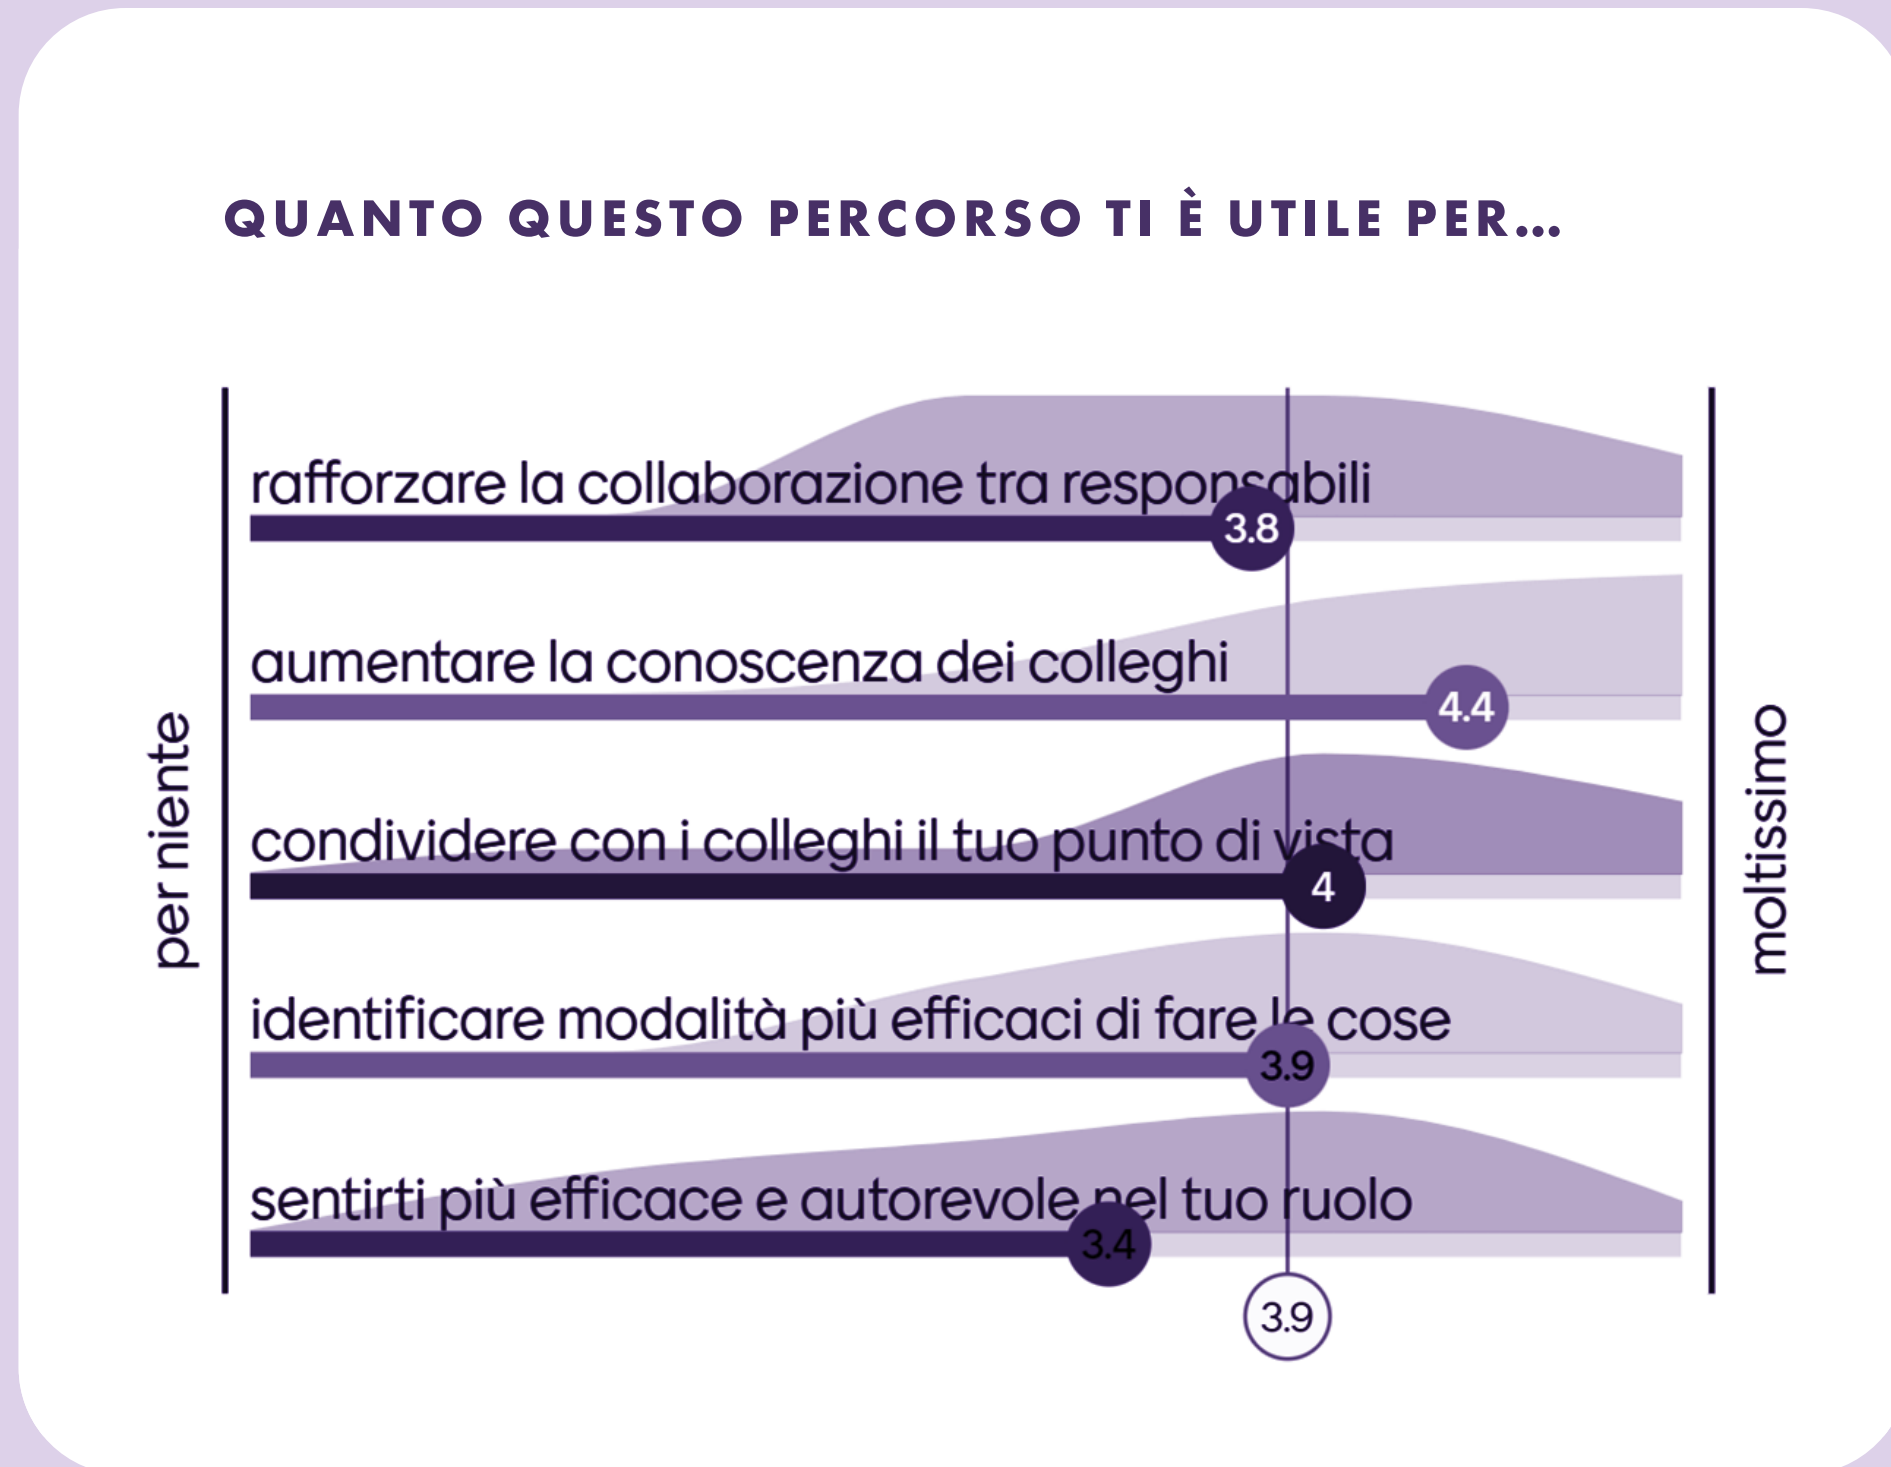 QUANTO QUESTO PERCORSO TI È UTILE PER...
rafforzare la collaborazione tra responsabili
3.8
aumentare la conoscenza dei colleghi
4.4
per niente
moltissimo
condividere con i colleghi il tuo punto di vista
4
identificare modalità più efficaci di fare le cose
3.9
sentirti più efficace e autorevole nel tuo ruolo
3.4
3.9